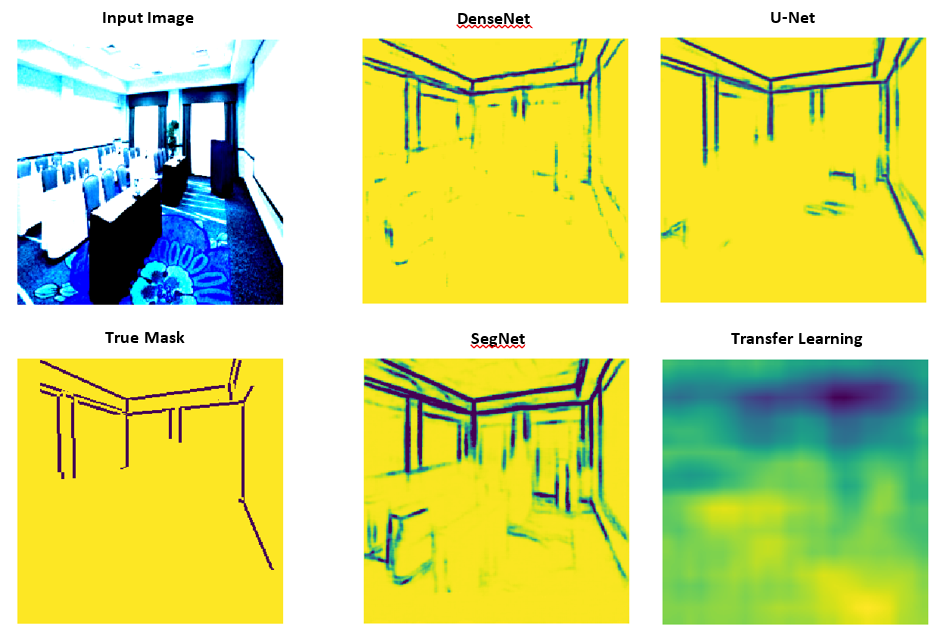 Input Image
DenseNet
U-Net
True Mask
SegNet
Transfer Learning